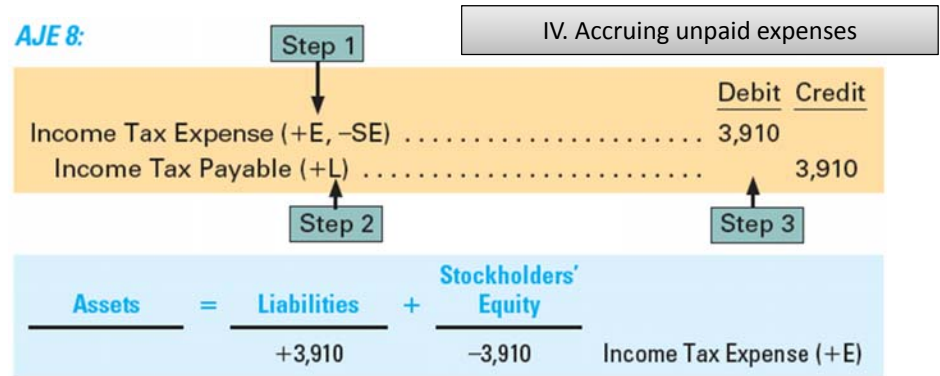 AJE 8:
Step 1
IV. Accruing unpaid expenses
Debit Credit
Income Tax Expense (+E, –SE) ........................ 3,910
Income Tax Payable (+L) ........................... 3,910
Step 2
Step 3
Stockholders'
Assets = Liabilities + Equity
+3,910 –3,910 Income Tax Expense (+E)